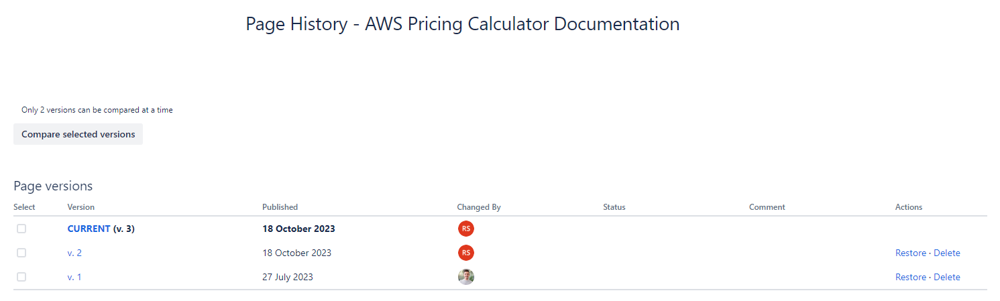 Page History - AWS Pricing Calculator Documentation
Only 2 versions can be compared at a time
Compare selected versions
Page versions
Select Version Published Changed By Status Comment Actions
CURRENT (v. 3) 18 October 2023 RS
v. 2 18 October 2023 RS Restore · Delete
v. 1 27 July 2023 Restore · Delete